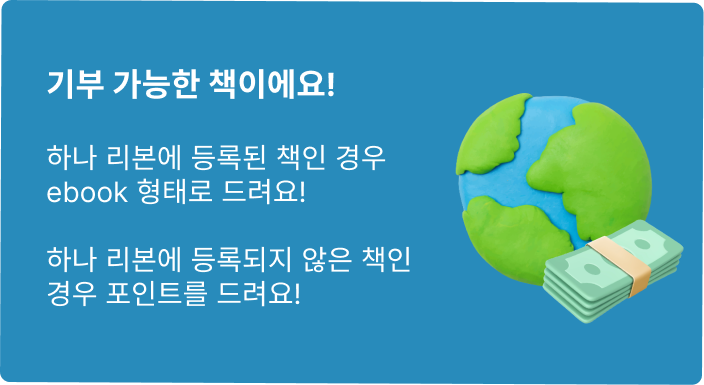 기부 가능한 책이에요!
하나 리본에 등록된 책인 경우
ebook 형태로 드려요!
하나 리본에 등록되지 않은 책인
경우 포인트를 드려요!